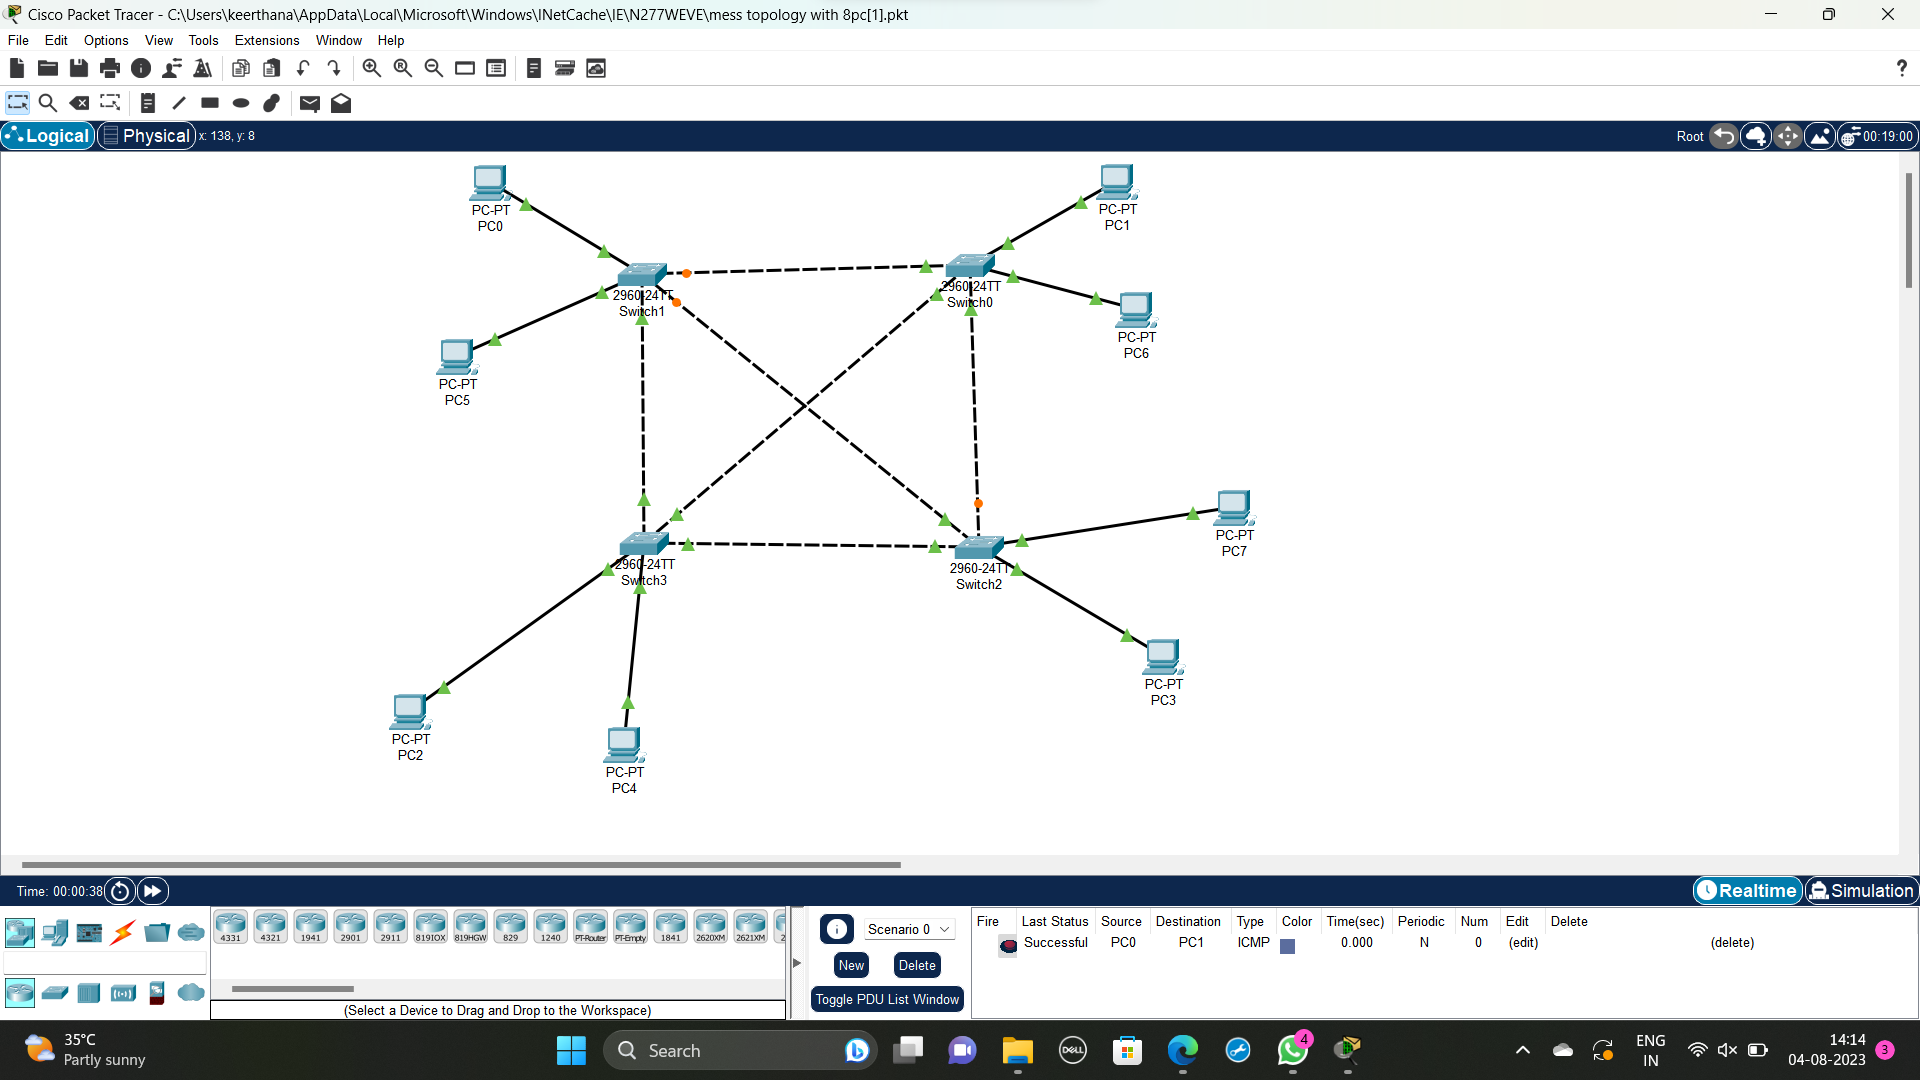 Cisco Packet Tracer - C:\Users\keerthana\AppData\Local\Microsoft\Windows\INetCache\IE\N277WEVE\mess topology with 8pc[1].pkt
File Edit Options View Tools Extensions Window Help
?
Logical Physical x: 138, y: 8 Root 00:19:00
PC-PT
PC0
PC-PT
PC1
2960-24TT
Switch1
2960-24TT
Switch0
PC-PT
PC6
PC-PT
PC5
PC-PT
PC7
2960-24TT
Switch3
2960-24TT
Switch2
PC-PT
PC3
PC-PT
PC2
PC-PT
PC4
Time: 00:00:38 Realtime Simulation
4331 4321 1941 2901 2911 819IOX 819HGW 829 1240 PT-Router PT-Empty 1841 2620XM 2621XM 2
(Select a Device to Drag and Drop to the Workspace)
Scenario 0
New Delete
Toggle PDU List Window
Fire Last Status Source Destination Type Color Time(sec) Periodic Num Edit Delete
Successful PC0 PC1 ICMP 0.000 N 0 (edit) (delete)
35°C
Partly sunny
Search
DELL
4
ENG
IN
14:14
04-08-2023
3